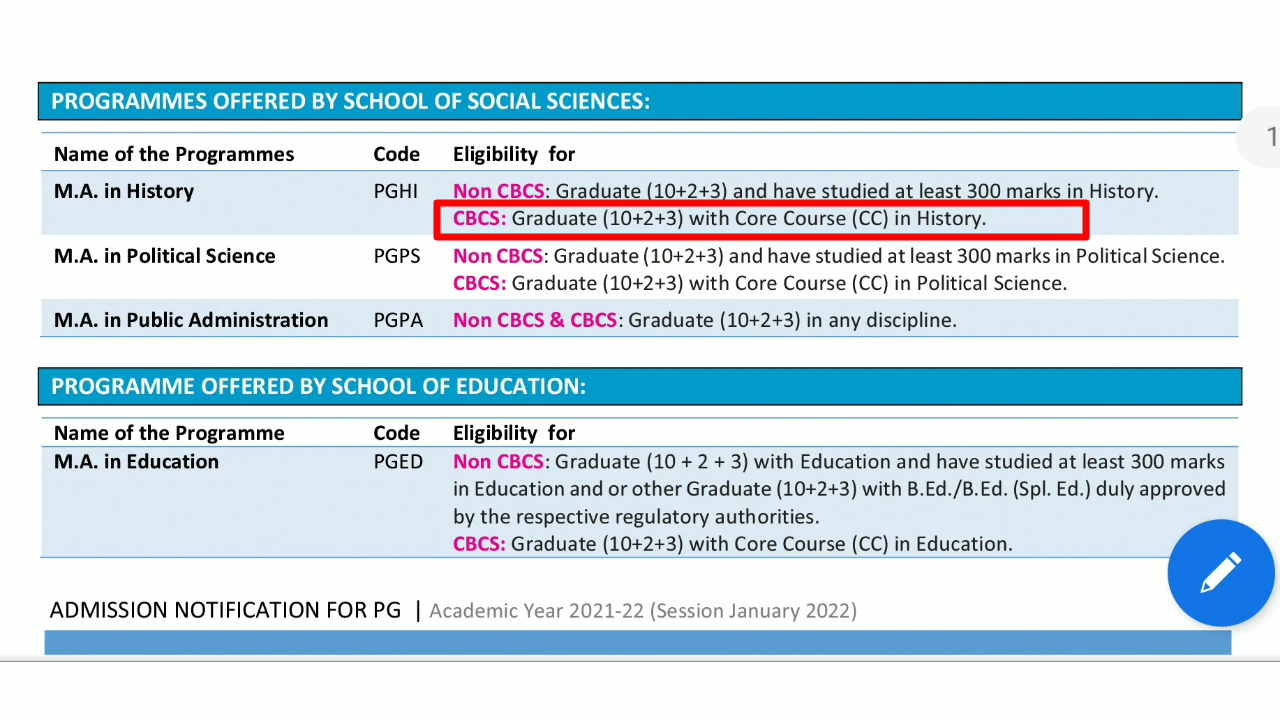 PROGRAMMES OFFERED BY SCHOOL OF SOCIAL SCIENCES:
1
Name of the Programmes Code Eligibility for
M.A. in History PGHI Non CBCS: Graduate (10+2+3) and have studied at least 300 marks in History.
CBCS: Graduate (10+2+3) with Core Course (CC) in History.
M.A. in Political Science PGPS Non CBCS: Graduate (10+2+3) and have studied at least 300 marks in Political Science.
CBCS: Graduate (10+2+3) with Core Course (CC) in Political Science.
M.A. in Public Administration PGPA Non CBCS & CBCS: Graduate (10+2+3) in any discipline.
PROGRAMME OFFERED BY SCHOOL OF EDUCATION:
Name of the Programme Code Eligibility for
M.A. in Education PGED Non CBCS: Graduate (10 + 2 + 3) with Education and have studied at least 300 marks
in Education and or other Graduate (10+2+3) with B.Ed./B.Ed. (Spl. Ed.) duly approved
by the respective regulatory authorities.
CBCS: Graduate (10+2+3) with Core Course (CC) in Education.
ADMISSION NOTIFICATION FOR PG | Academic Year 2021-22 (Session January 2022)